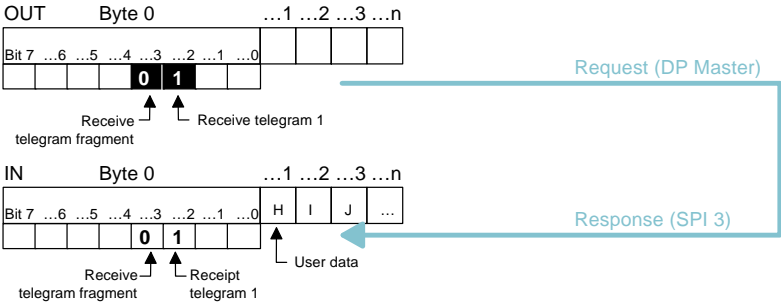 OUT Byte 0 …1 …2 …3 …n
Bit 7 …6 …5 …4 …3 …2 …1 …0
Request (DP Master)
0 1
Receive telegram fragment
Receive telegram 1
IN Byte 0 …1 …2 …3 …n
Bit 7 …6 …5 …4 …3 …2 …1 …0 H I J …
Response (SPI 3)
0 1
User data
Receive telegram fragment
Receipt telegram 1